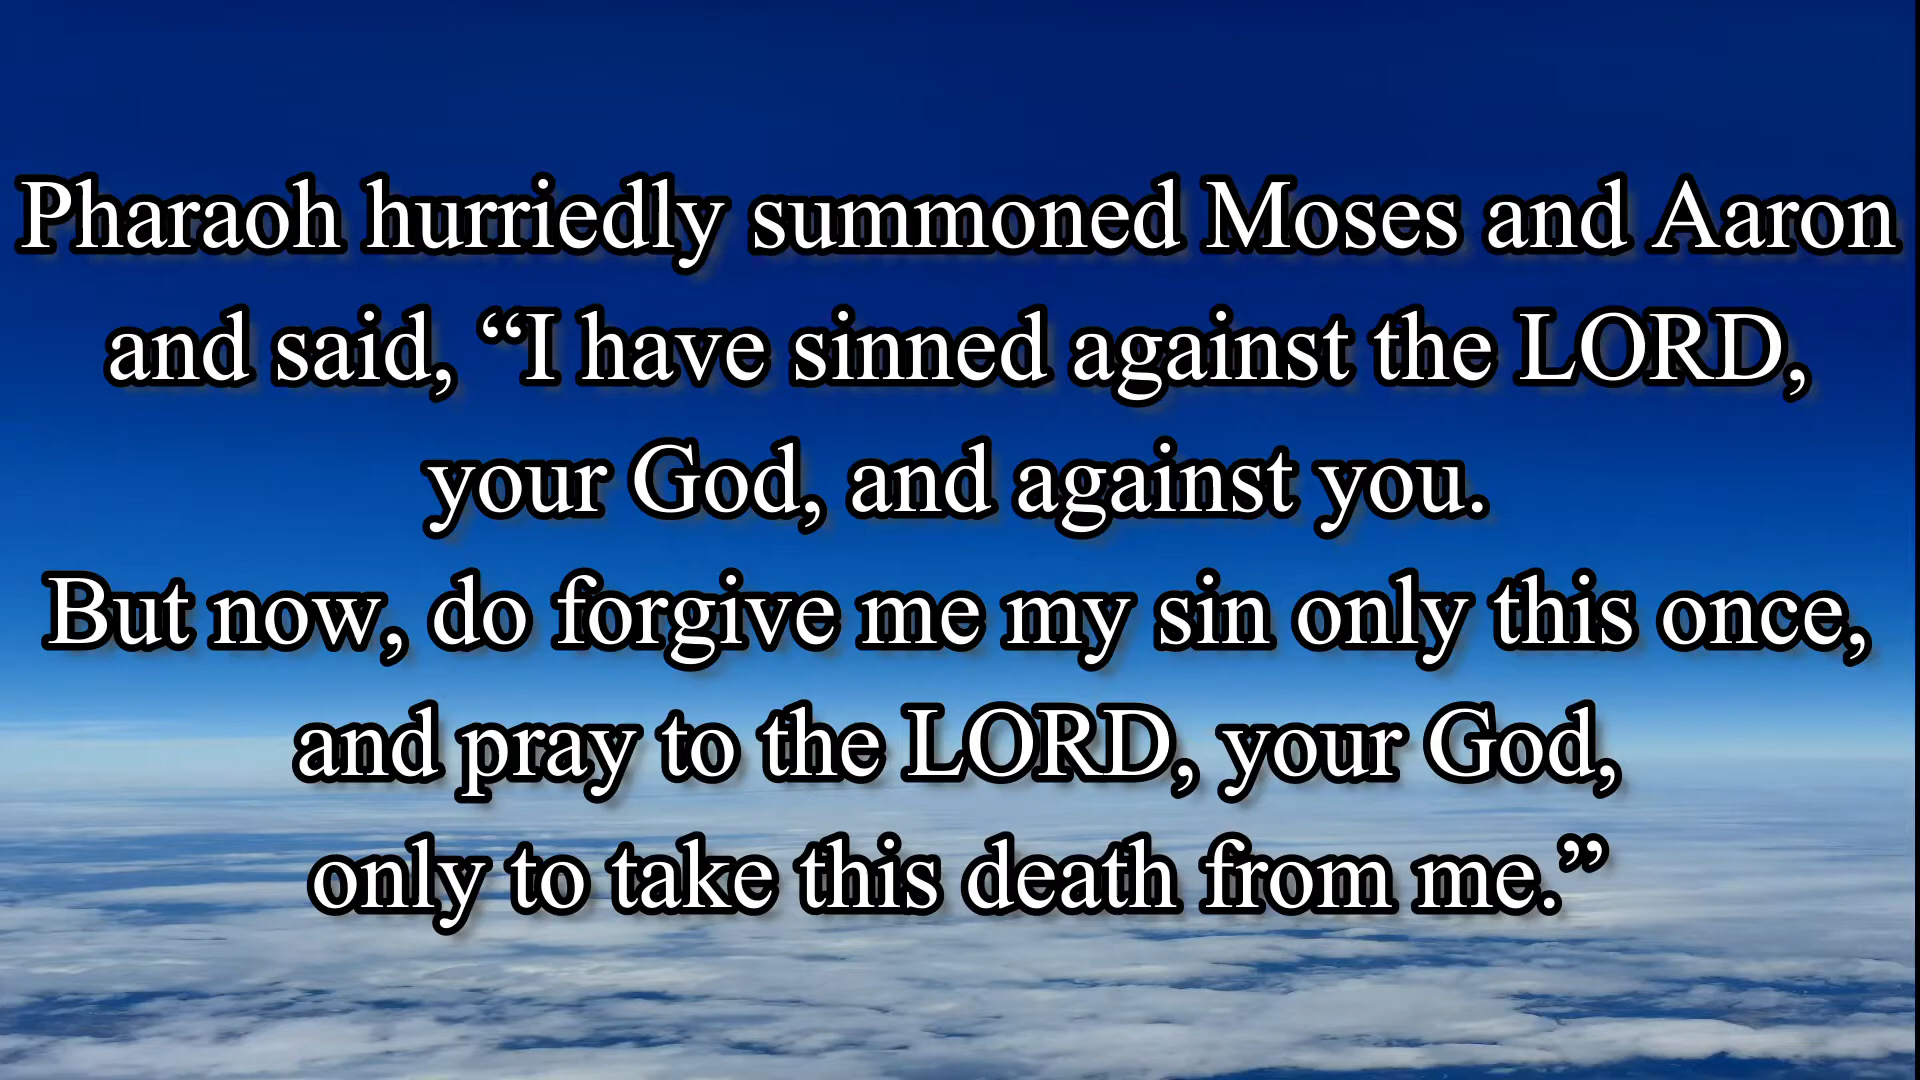 Pharaoh hurriedly summoned Moses and Aaron
and said, “I have sinned against the LORD,
your God, and against you.
But now, do forgive me my sin only this once,
and pray to the LORD, your God,
only to take this death from me.”